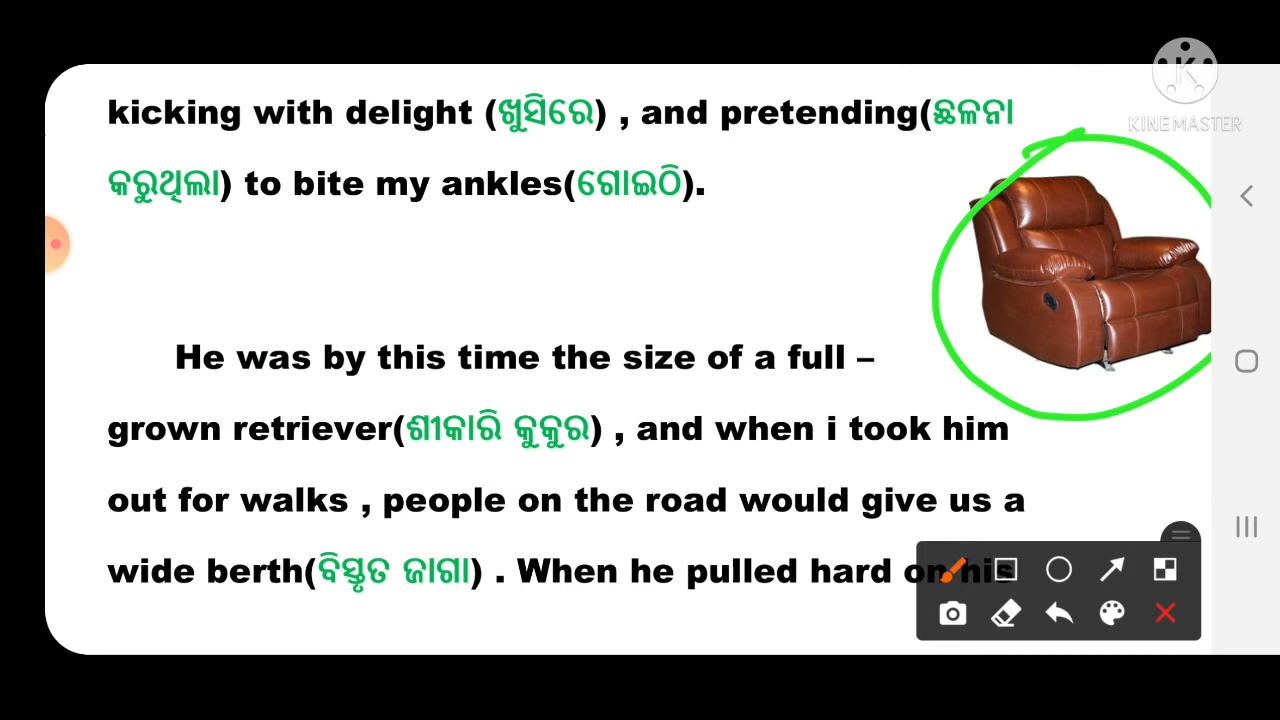 kicking with delight (ଖୁସିରେ) , and pretending(ଛଳନା
କରୁଥିଲା) to bite my ankles(ଗୋଇଠି).
He was by this time the size of a full –
grown retriever(ଶୀକାରି କୁକୁର) , and when i took him
out for walks , people on the road would give us a
wide berth(ବିସ୍ତୃତ ଜାଗା) . When he pulled hard on his
K
KINEMASTER